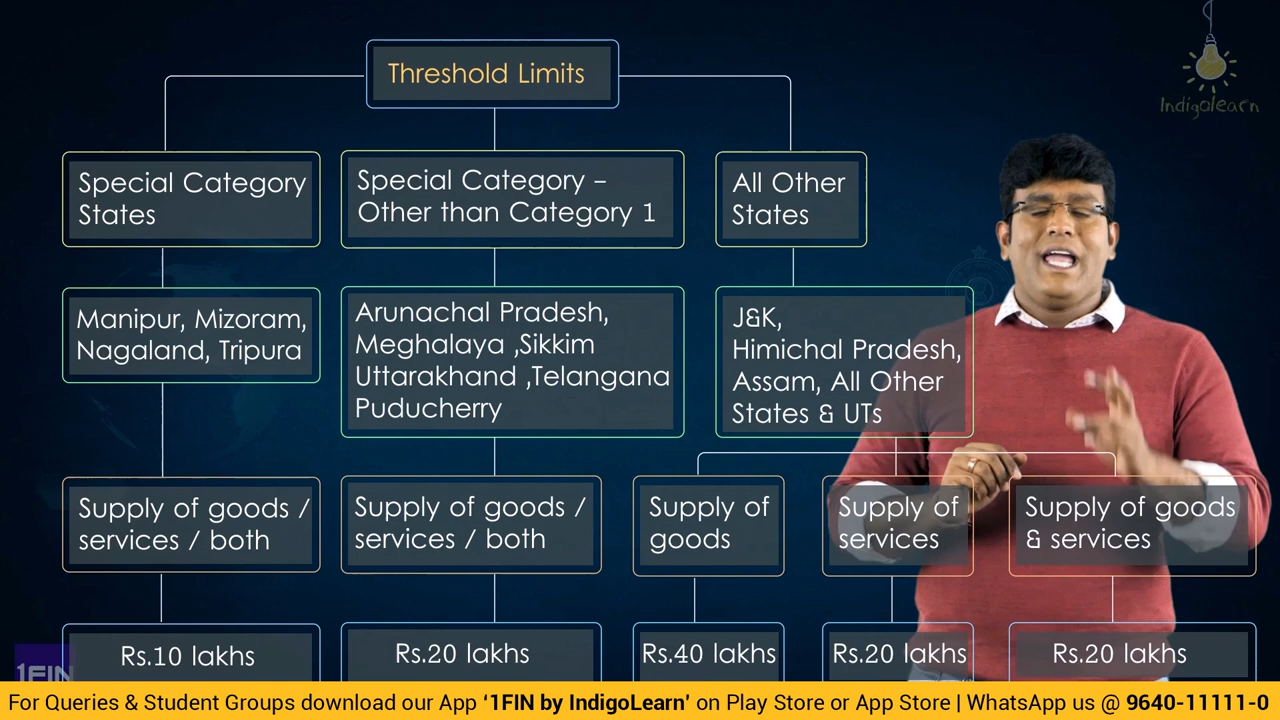 Indigolearn
Threshold Limits
Special Category
States
Special Category –
Other than Category 1
All Other
States
Manipur, Mizoram,
Nagaland, Tripura
Arunachal Pradesh,
Meghalaya ,Sikkim
Uttarakhand ,Telangana
Puducherry
J&K,
Himichal Pradesh,
Assam, All Other
States & UTs
Supply of goods /
services / both
Supply of goods /
services / both
Supply of
goods
Supply of
services
Supply of goods
& services
Rs.10 lakhs
Rs.20 lakhs
Rs.40 lakhs
Rs.20 lakhs
Rs.20 lakhs
1FIN
For Queries & Student Groups download our App ‘1FIN by IndigoLearn’ on Play Store or App Store | WhatsApp us @ 9640-11111-0